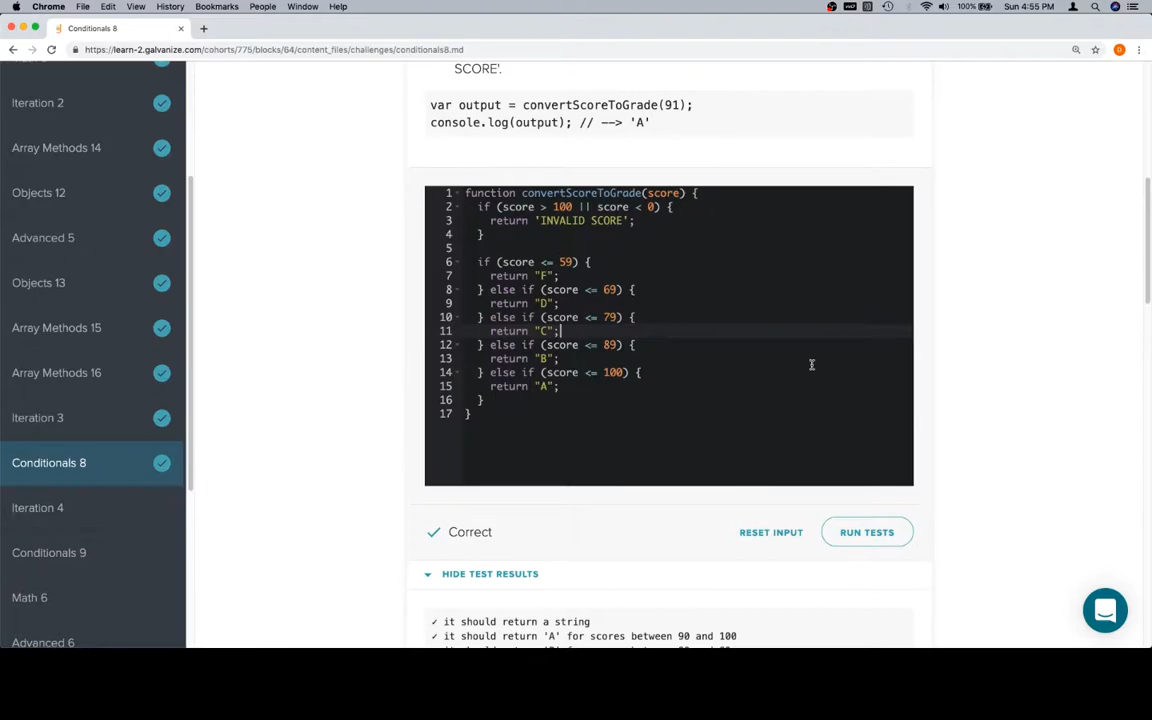 Chrome File Edit View History Bookmarks People Window Help 100% Sun 4:55 PM
Conditionals 8
https://learn-2.galvanize.com/cohorts/775/blocks/64/content_files/challenges/conditionals8.md
Iteration 2
Array Methods 14
Objects 12
Advanced 5
Objects 13
Array Methods 15
Array Methods 16
Iteration 3
Conditionals 8
Iteration 4
Conditionals 9
Math 6
Advanced 6
SCORE'.
var output = convertScoreToGrade(91);
console.log(output); // --> 'A'
1 function convertScoreToGrade(score) {
2 if (score > 100 || score < 0) {
3 return 'INVALID SCORE';
4 }
5
6 if (score <= 59) {
7 return "F";
8 } else if (score <= 69) {
9 return "D";
10 } else if (score <= 79) {
11 return "C";
12 } else if (score <= 89) {
13 return "B";
14 } else if (score <= 100) {
15 return "A";
16 }
17 }
Correct
RESET INPUT
RUN TESTS
HIDE TEST RESULTS
✓ it should return a string
✓ it should return 'A' for scores between 90 and 100